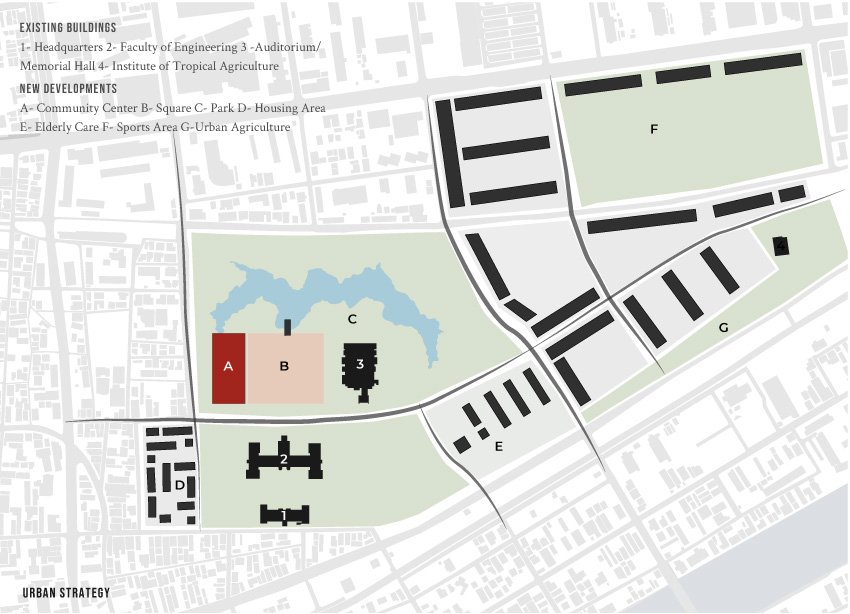 EXISTING BUILDINGS
1- Headquarters 2- Faculty of Engineering 3 -Auditorium/
Memorial Hall 4- Institute of Tropical Agriculture
NEW DEVELOPMENTS
A- Community Center B- Square C- Park D- Housing Area
E- Elderly Care F- Sports Area G-Urban Agriculture
F
4
C
G
A
B
3
E
2
D
1
URBAN STRATEGY